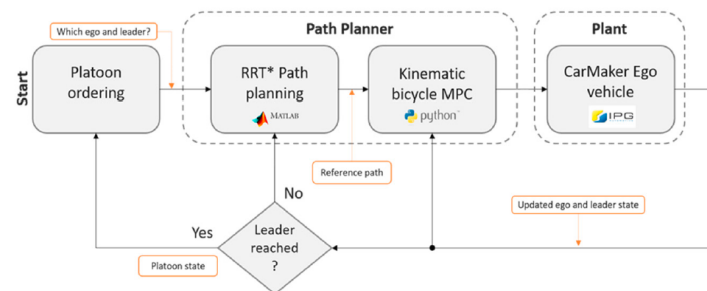 Path Planner
Plant
Which ego and leader?
Start
Platoon
ordering
RRT* Path
planning
MATLAB
Kinematic
bicycle MPC
python™
CarMaker Ego
vehicle
IPG
Reference path
No
Updated ego and leader state
Yes
Leader
reached
?
Platoon state